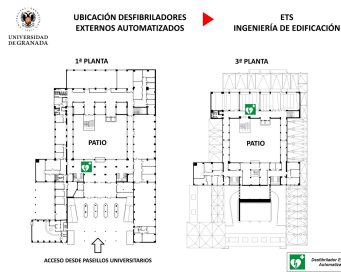 UNIVERSIDAD
DE GRANADA
UBICACIÓN DESFIBRILADORES
EXTERNOS AUTOMATIZADOS
ETS
INGENIERÍA DE EDIFICACIÓN
1ª PLANTA
3ª PLANTA
PATIO
PATIO
ACCESO DESDE PASEILLOS UNIVERSITARIOS
Desfibrilador E
Automatiza